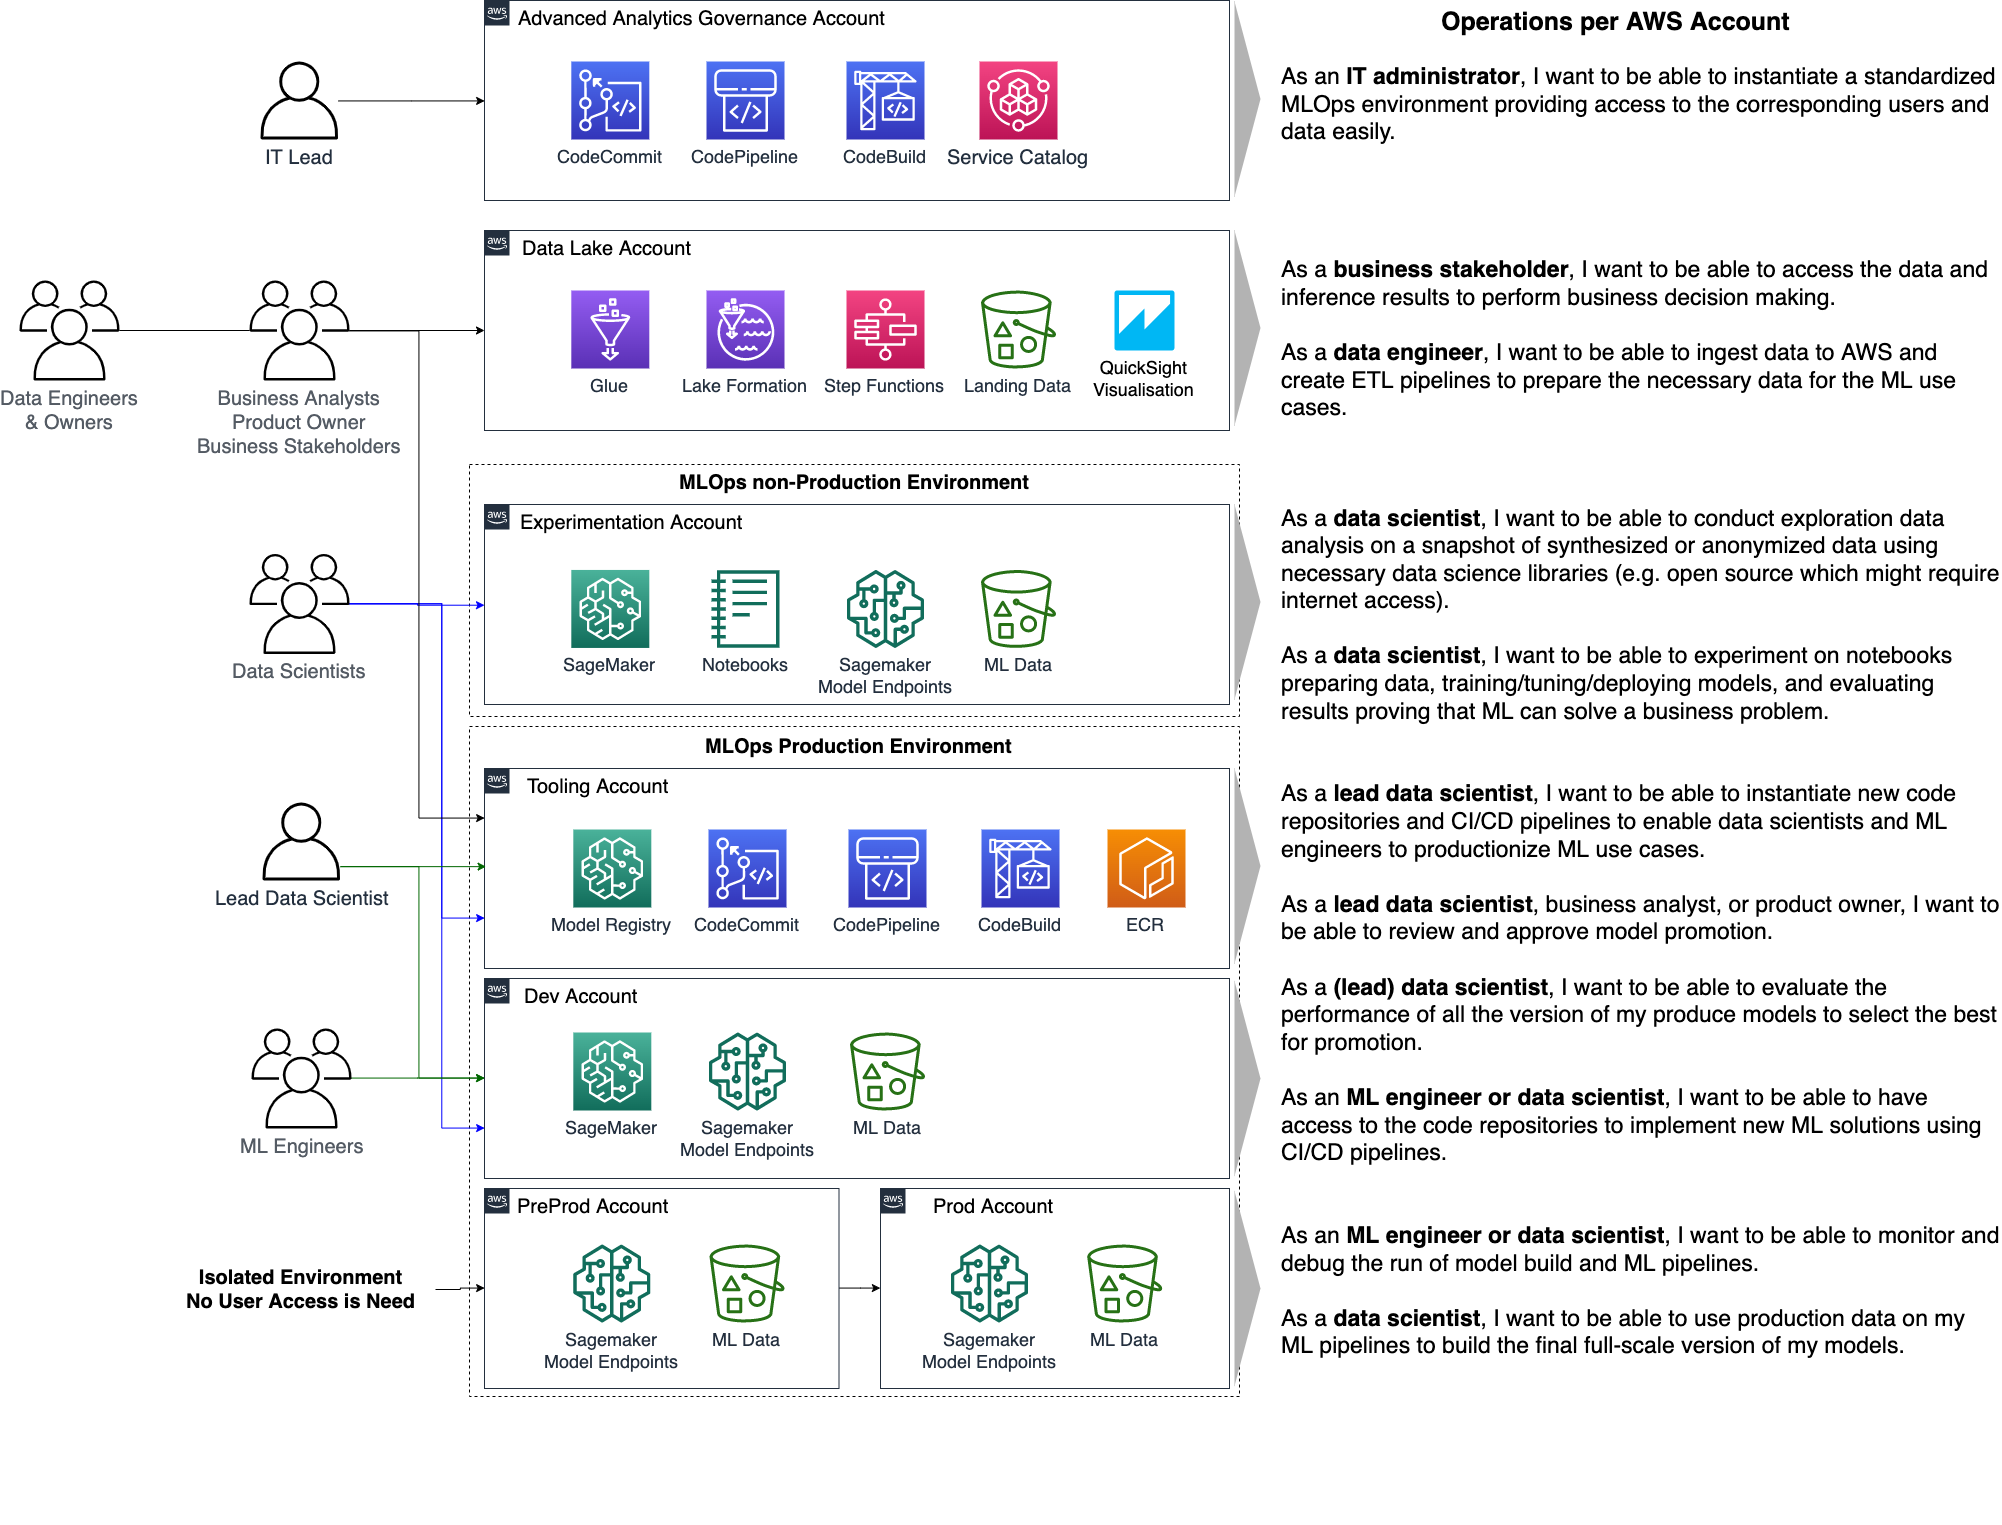 aws
Advanced Analytics Governance Account
Operations per AWS Account
IT Lead
CodeCommit
CodePipeline
CodeBuild
Service Catalog
As an IT administrator, I want to be able to instantiate a standardized
MLOps environment providing access to the corresponding users and
data easily.
Data Engineers
& Owners
Business Analysts
Product Owner
Business Stakeholders
aws
Data Lake Account
Glue
Lake Formation
Step Functions
Landing Data
QuickSight
Visualisation
As a business stakeholder, I want to be able to access the data and
inference results to perform business decision making.
As a data engineer, I want to be able to ingest data to AWS and
create ETL pipelines to prepare the necessary data for the ML use
cases.
MLOps non-Production Environment
Data Scientists
aws
Experimentation Account
SageMaker
Notebooks
Sagemaker
Model Endpoints
ML Data
As a data scientist, I want to be able to conduct exploration data
analysis on a snapshot of synthesized or anonymized data using
necessary data science libraries (e.g. open source which might require
internet access).
As a data scientist, I want to be able to experiment on notebooks
preparing data, training/tuning/deploying models, and evaluating
results proving that ML can solve a business problem.
MLOps Production Environment
Lead Data Scientist
aws
Tooling Account
Model Registry
CodeCommit
CodePipeline
CodeBuild
ECR
As a lead data scientist, I want to be able to instantiate new code
repositories and CI/CD pipelines to enable data scientists and ML
engineers to productionize ML use cases.
As a lead data scientist, business analyst, or product owner, I want to
be able to review and approve model promotion.
ML Engineers
aws
Dev Account
SageMaker
Sagemaker
Model Endpoints
ML Data
As a (lead) data scientist, I want to be able to evaluate the
performance of all the version of my produce models to select the best
for promotion.
As an ML engineer or data scientist, I want to be able to have
access to the code repositories to implement new ML solutions using
CI/CD pipelines.
Isolated Environment
No User Access is Need
aws
PreProd Account
Sagemaker
Model Endpoints
ML Data
aws
Prod Account
Sagemaker
Model Endpoints
ML Data
As an ML engineer or data scientist, I want to be able to monitor and
debug the run of model build and ML pipelines.
As a data scientist, I want to be able to use production data on my
ML pipelines to build the final full-scale version of my models.